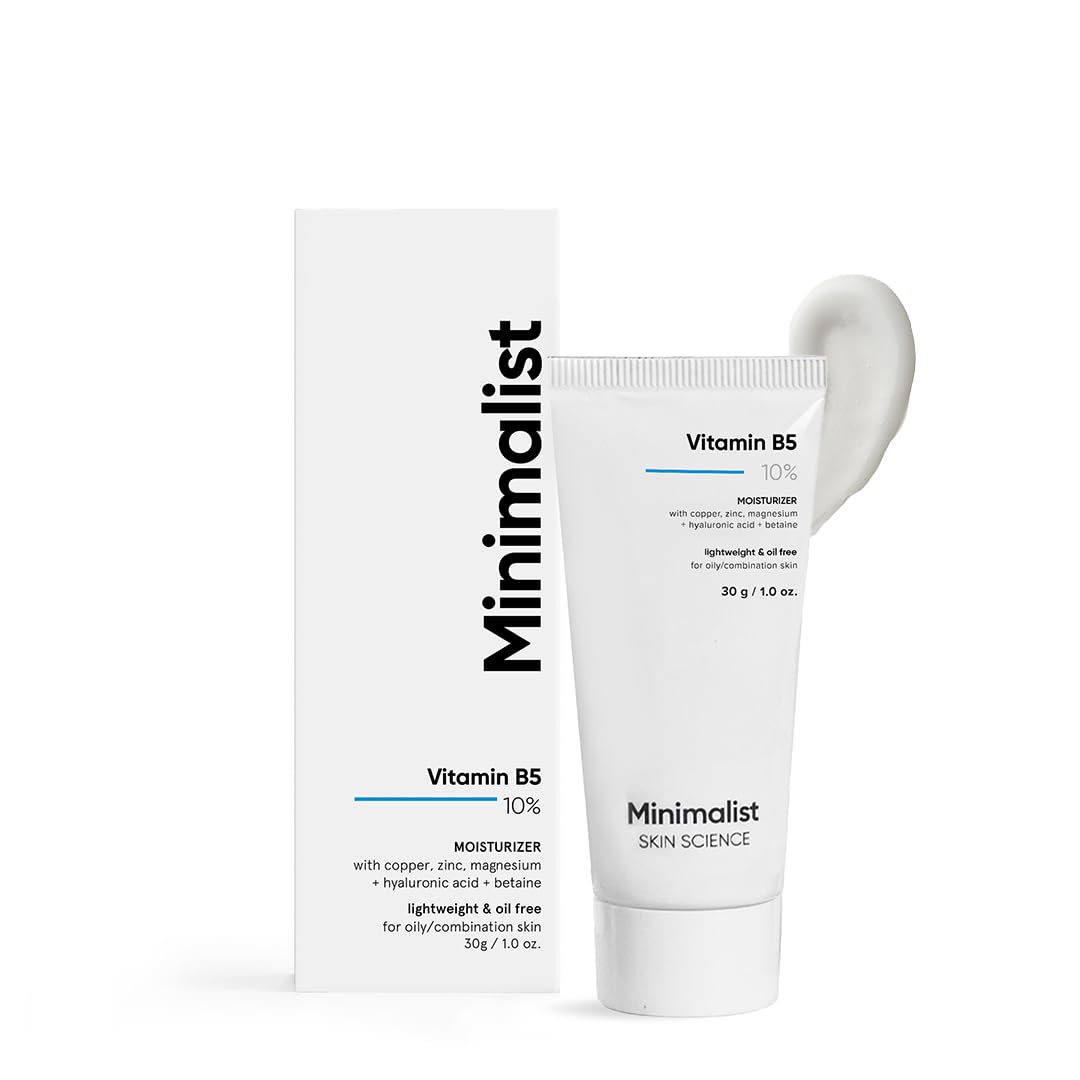 Minimalist
Vitamin B5
10%
MOISTURIZER
with copper, zinc, magnesium
+ hyaluronic acid + betaine
lightweight & oil free
for oily/combination skin
30g / 1.0 oz.
Vitamin B5
10%
MOISTURIZER
with copper, zinc, magnesium
+ hyaluronic acid + betaine
lightweight & oil free
for oily/combination skin
30 g / 1.0 oz.
Minimalist
SKIN SCIENCE